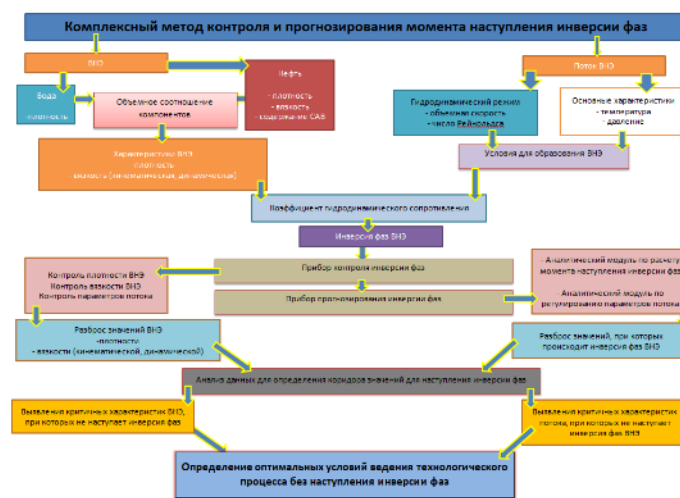 Комплексный метод контроля и прогнозирования момента наступления инверсии фаз
ВНЭ
Поток ВНЭ
Нефть
- плотность
- вязкость
- содержание САВ
Вода
-плотность
Объемное соотношение
компонентов
Гидродинамический режим
- объемная скорость
- число Рейнольдса
Основные характеристики
- температура
- давление
Характеристики ВНЭ
-плотность
- вязкость (кинематическая, динамическая)
Условия для образования ВНЭ
Коэффициент гидродинамического сопротивления
Инверсия фаз ВНЭ
Прибор контроля инверсии фаз
Контроль плотности ВНЭ
Контроль вязкости ВНЭ
Контроль параметров потока
- Аналитический модуль по расчету
момента наступления инверсии фаз
- Аналитический модуль по
регулированию параметров потока
Прибор прогнозирования инверсии фаз
Разброс значений ВНЭ
-плотности
- вязкости (кинематической, динамической)
Разброс значений, при которых
происходит инверсия фаз ВНЭ
Анализ данных для определения коридоров значений для наступления инверсии фаз
Выявления критичных характеристик ВНЭ,
при которых не наступает инверсия фаз
Выявления критичных характеристик
потока, при которых не наступает
инверсия фаз ВНЭ
Определение оптимальных условий ведения технологического
процесса без наступления инверсии фаз